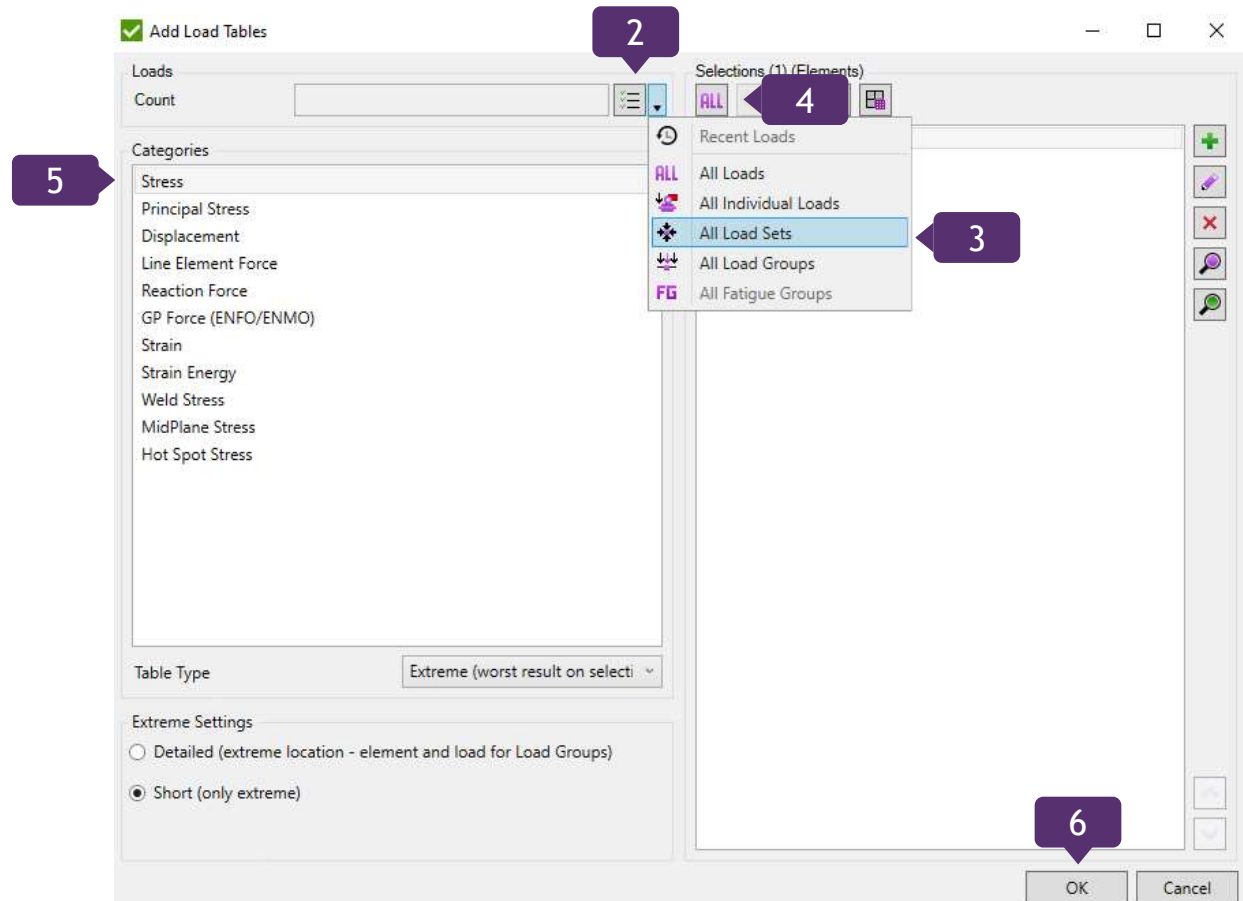 Add Load Tables
2
Loads
Count
Selections (1) (Elements)
ALL
4
Recent Loads
ALL All Loads
All Individual Loads
All Load Sets
3
All Load Groups
FG All Fatigue Groups
Categories
5
Stress
Principal Stress
Displacement
Line Element Force
Reaction Force
GP Force (ENFO/ENMO)
Strain
Strain Energy
Weld Stress
MidPlane Stress
Hot Spot Stress
Table Type
Extreme (worst result on selecti
Extreme Settings
Detailed (extreme location - element and load for Load Groups)
Short (only extreme)
6
OK
Cancel